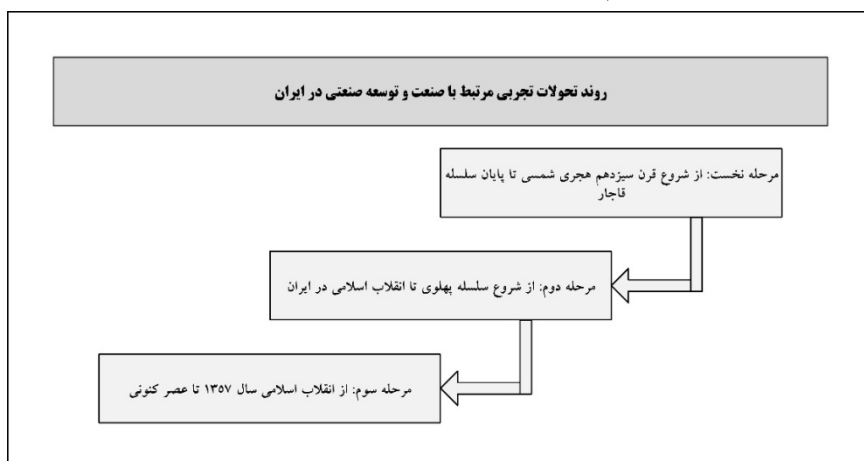 روند تحولات تجربی مرتبط با صنعت و توسعه صنعتی در ایران
مرحله نخست: از شروع قرن سیزدهم هجری شمسی تا پایان سلسله
قاجار
مرحله دوم: از شروع سلسله پهلوی تا انقلاب اسلامی در ایران
مرحله سوم: از انقلاب اسلامی سال ۱۳۵۷ تا عصر کنونی